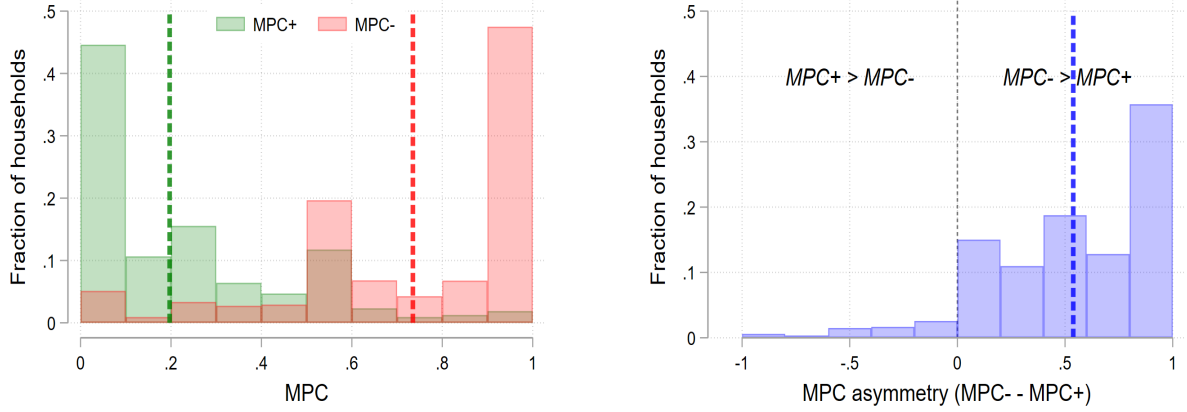 MPC+ MPC-
Fraction of households
.5
.4
.3
.2
.1
0
0 .2 .4 .6 .8 1
MPC
Fraction of households
.5
.4
.3
.2
.1
0
MPC+ > MPC-
MPC- > MPC+
-1 -.5 0 .5 1
MPC asymmetry (MPC- - MPC+)